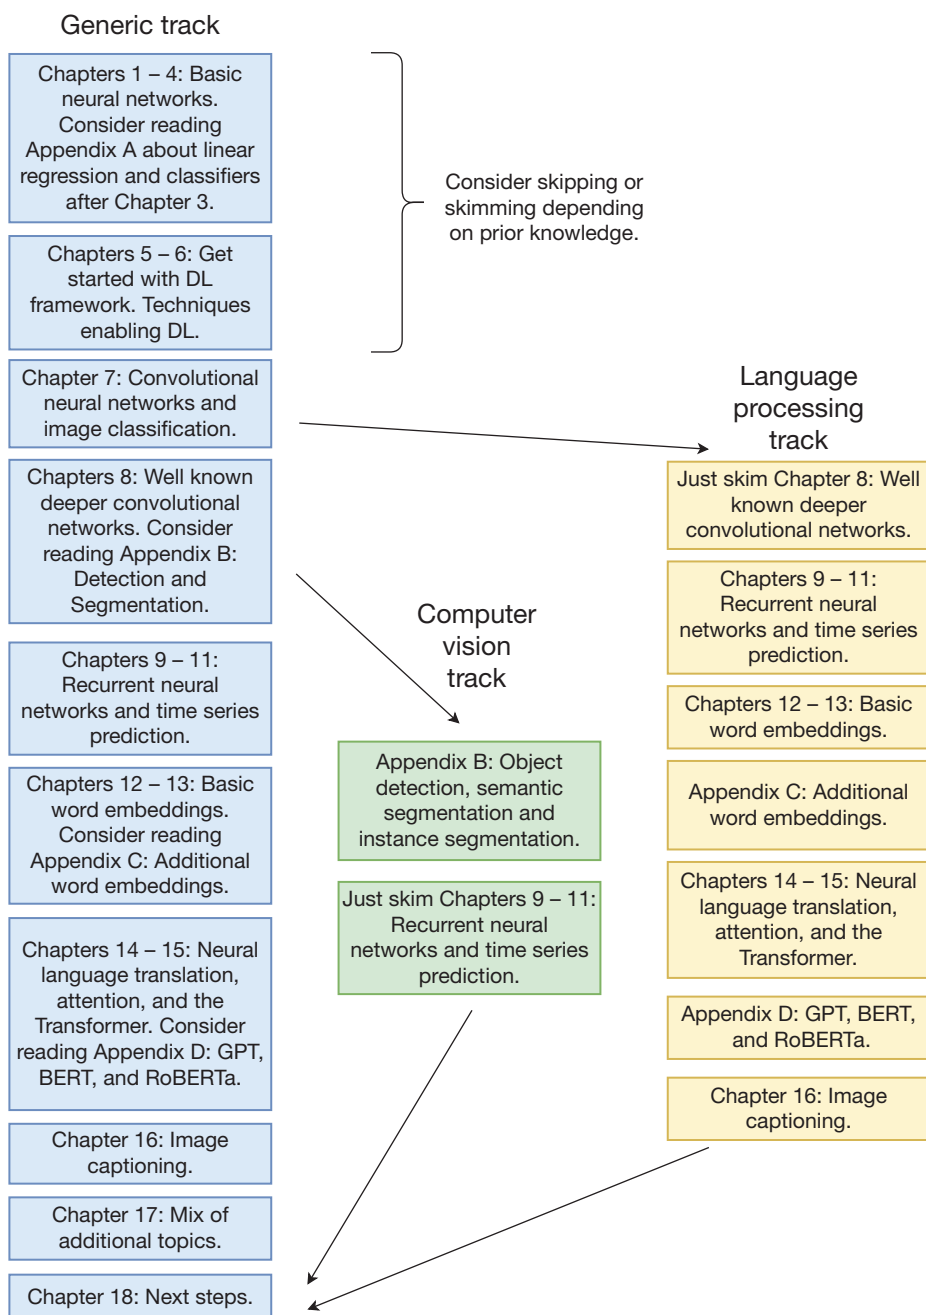 Generic track
Chapters 1 – 4: Basic
neural networks.
Consider reading
Appendix A about linear
regression and classifiers
after Chapter 3.
Chapters 5 – 6: Get
started with DL
framework. Techniques
enabling DL.
Consider skipping or
skimming depending
on prior knowledge.
Chapter 7: Convolutional
neural networks and
image classification.
Chapters 8: Well known
deeper convolutional
networks. Consider
reading Appendix B:
Detection and
Segmentation.
Chapters 9 – 11:
Recurrent neural
networks and time series
prediction.
Chapters 12 – 13: Basic
word embeddings.
Consider reading
Appendix C: Additional
word embeddings.
Chapters 14 – 15: Neural
language translation,
attention, and the
Transformer. Consider
reading Appendix D: GPT,
BERT, and RoBERTa.
Chapter 16: Image
captioning.
Chapter 17: Mix of
additional topics.
Chapter 18: Next steps.
Computer
vision
track
Appendix B: Object
detection, semantic
segmentation and
instance segmentation.
Just skim Chapters 9 – 11:
Recurrent neural
networks and time series
prediction.
Language
processing
track
Just skim Chapter 8: Well
known deeper
convolutional networks.
Chapters 9 – 11:
Recurrent neural
networks and time series
prediction.
Chapters 12 – 13: Basic
word embeddings.
Appendix C: Additional
word embeddings.
Chapters 14 – 15: Neural
language translation,
attention, and the
Transformer.
Appendix D: GPT, BERT,
and RoBERTa.
Chapter 16: Image
captioning.